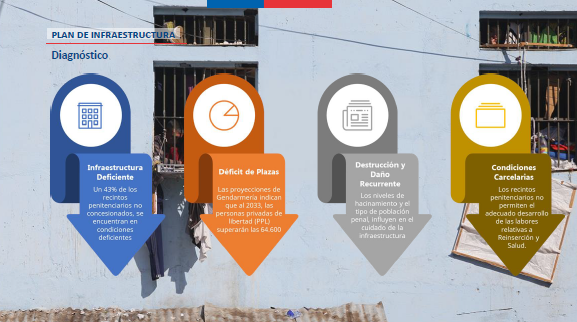 PLAN DE INFRAESTRUCTURA
Diagnóstico
Infraestructura
Deficiente
Un 43% de los
recintos
penitenciarios no
concesionados, se
encuentran en
condiciones
deficientes
Déficit de Plazas
Las proyecciones de
Gendarmería indican
que al 2033, las
personas privadas de
libertad (PPL)
superarán las 64.600
Destrucción y
Daño
Recurrente
Los niveles de
hacinamiento y el
tipo de población
penal, influyen en el
cuidado de la
infraestructura
Condiciones
Carcelarias
Los recintos
penitenciarios no
permiten el
adecuado desarrollo
de las labores
relativas a
Reinserción y
Salud.